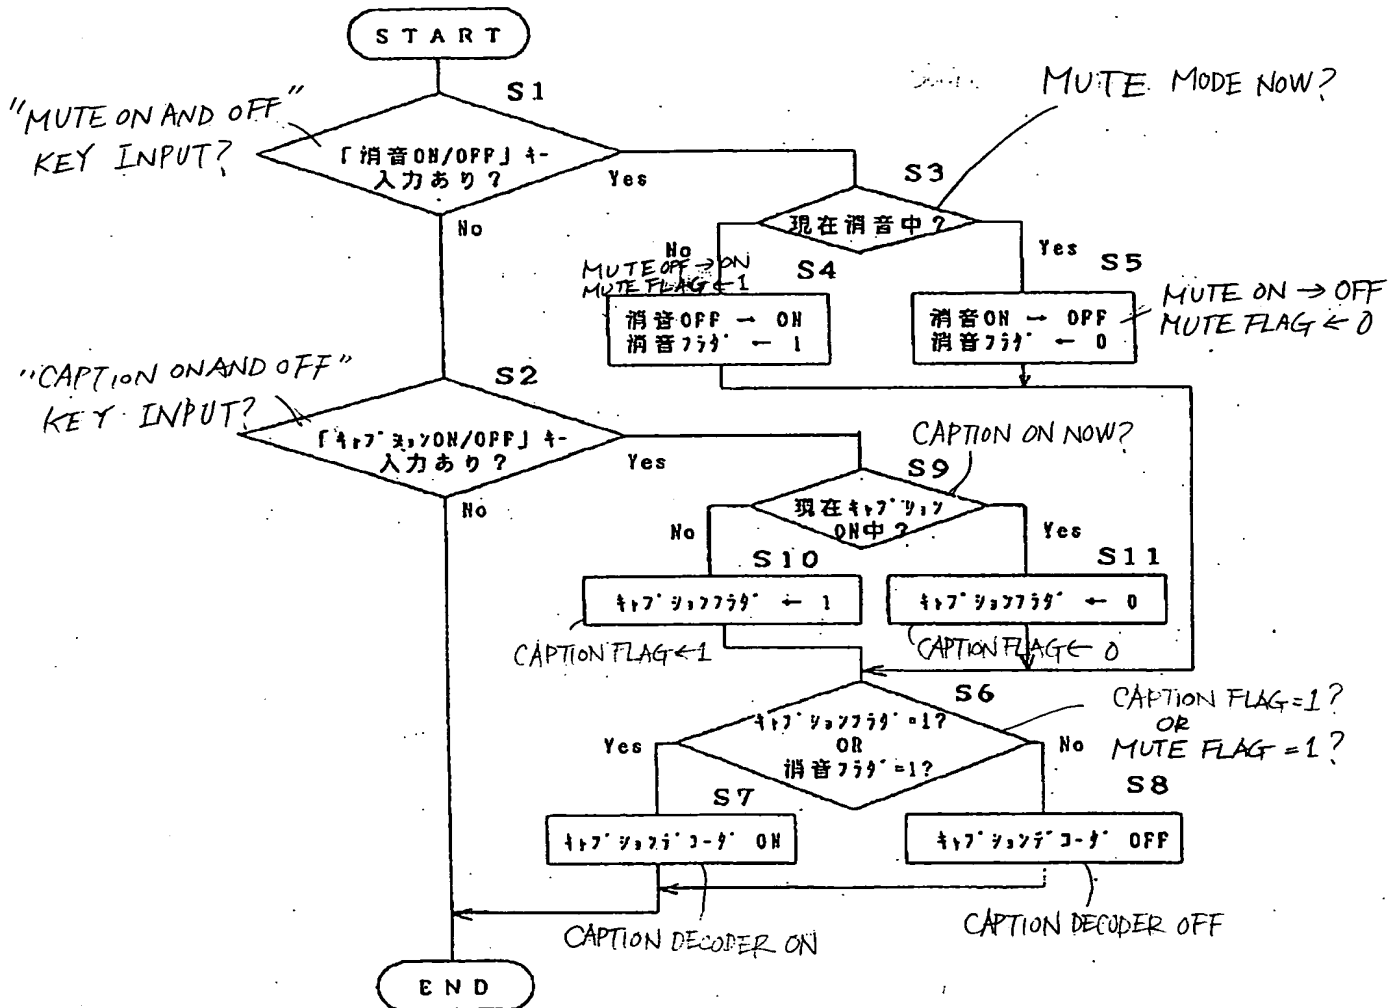 START
S1
"MUTE ON AND OFF"
KEY INPUT?
「消音ON/OFF」キー
入力あり?
Yes
No
MUTE MODE NOW?
S3
現在消音中?
No
Yes
MUTE OFF → ON
MUTE FLAG ← 1
S4
消音OFF → ON
消音フラグ ← 1
S5
消音ON → OFF
消音フラグ ← 0
MUTE ON → OFF
MUTE FLAG ← 0
"CAPTION ON AND OFF"
KEY INPUT?
S2
「キャプションON/OFF」キー
入力あり?
Yes
No
CAPTION ON NOW?
S9
現在キャプション
ON中?
No
Yes
S10
キャプションフラグ ← 1
CAPTION FLAG ← 1
S11
キャプションフラグ ← 0
CAPTION FLAG ← 0
S6
キャプションフラグ=1?
OR
消音フラグ=1?
Yes
No
CAPTION FLAG = 1?
OR
MUTE FLAG = 1?
S7
キャプションデコーダ ON
CAPTION DECODER ON
S8
キャプションデコーダ OFF
CAPTION DECODER OFF
END